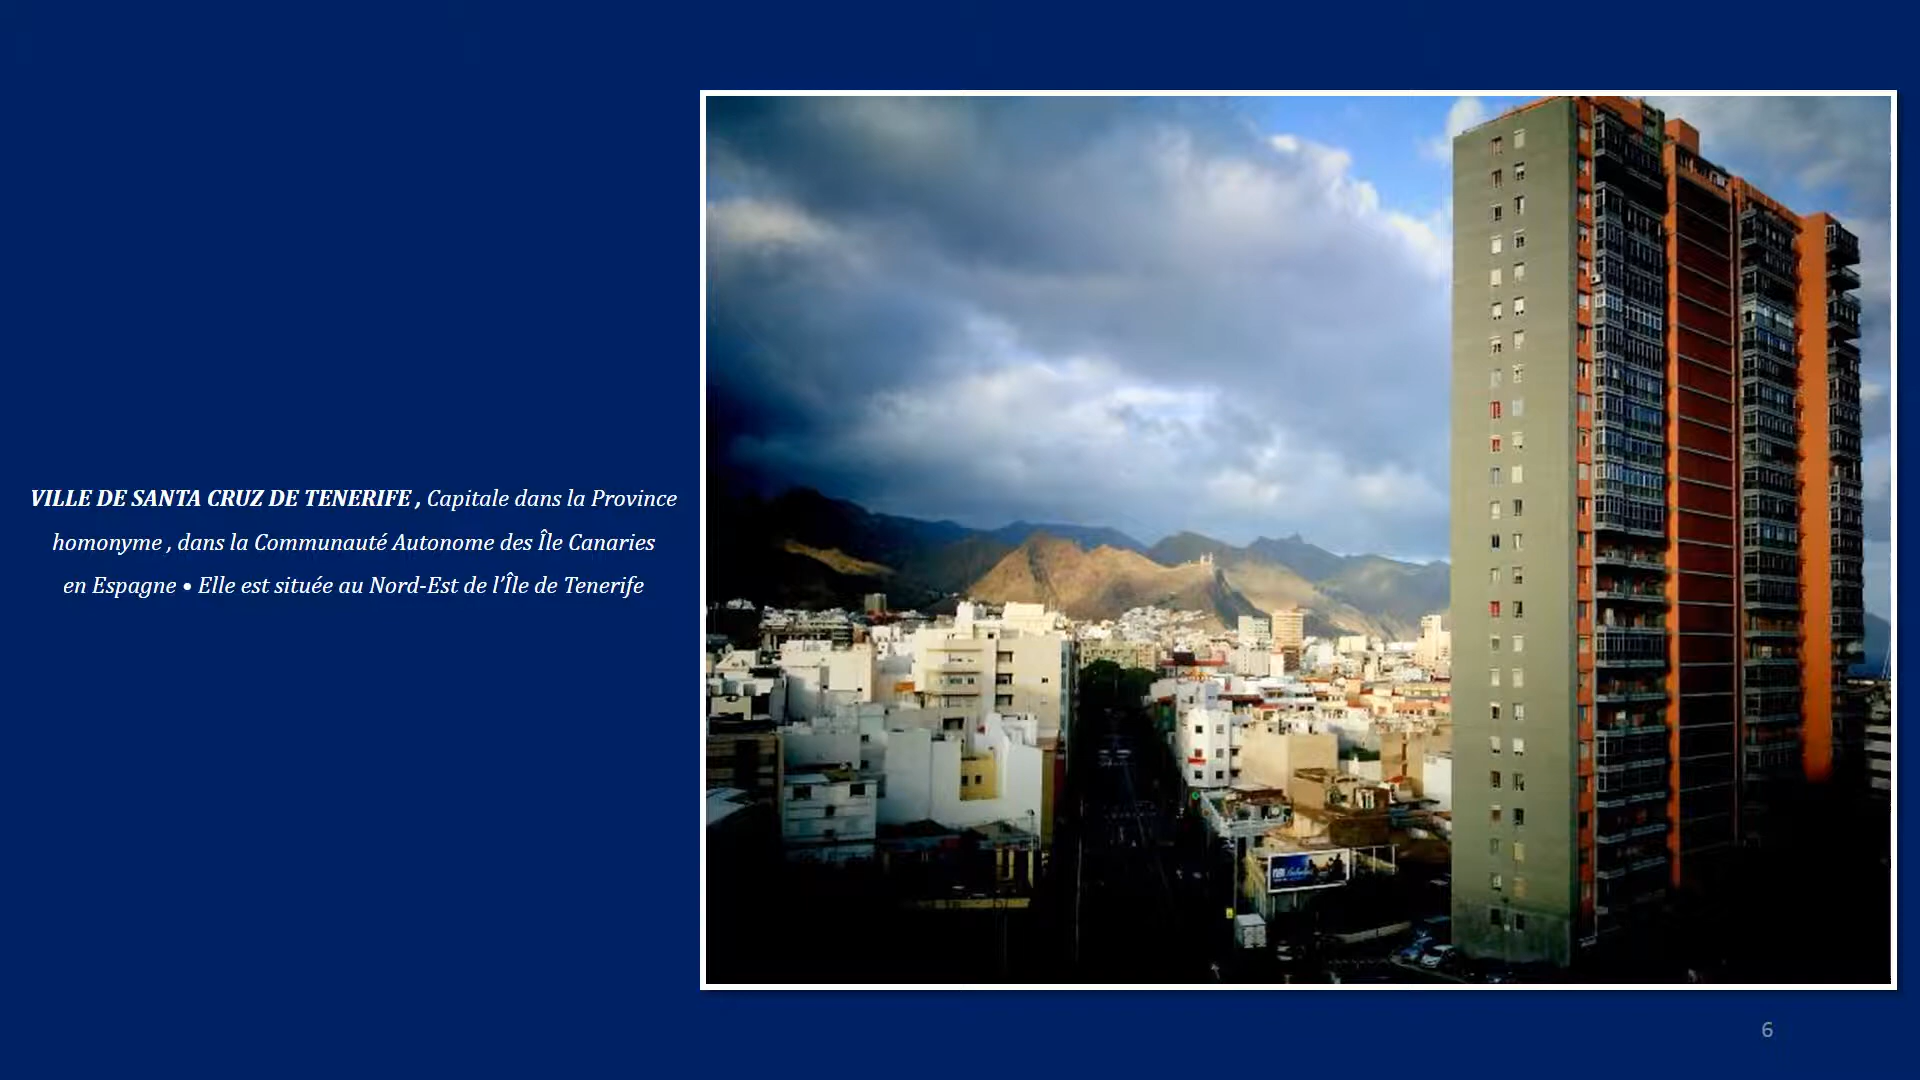 VILLE DE SANTA CRUZ DE TENERIFE , Capitale dans la Province
homonyme , dans la Communauté Autonome des Île Canaries
en Espagne • Elle est située au Nord-Est de l’Île de Tenerife
6